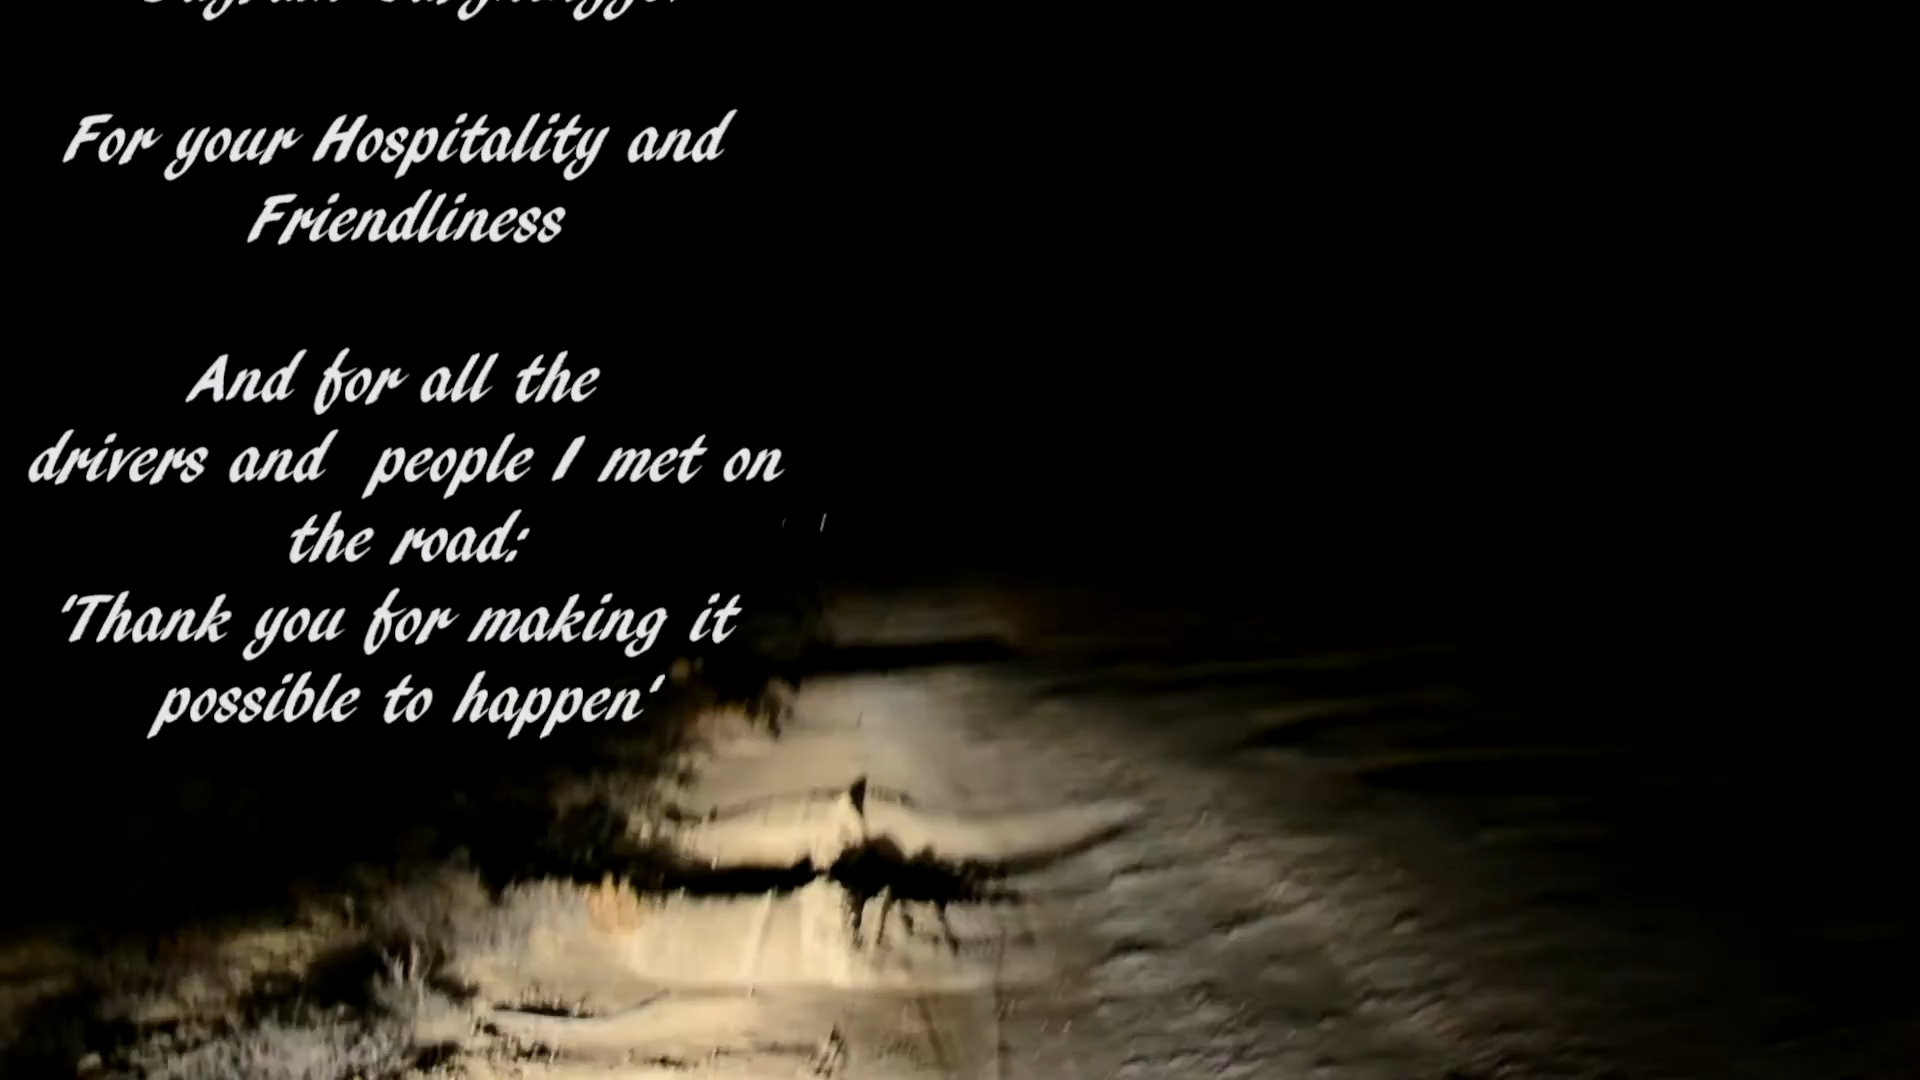 For your Hospitality and
Friendliness
And for all the
drivers and  people I met on
the road:
'Thank you for making it
possible to happen'